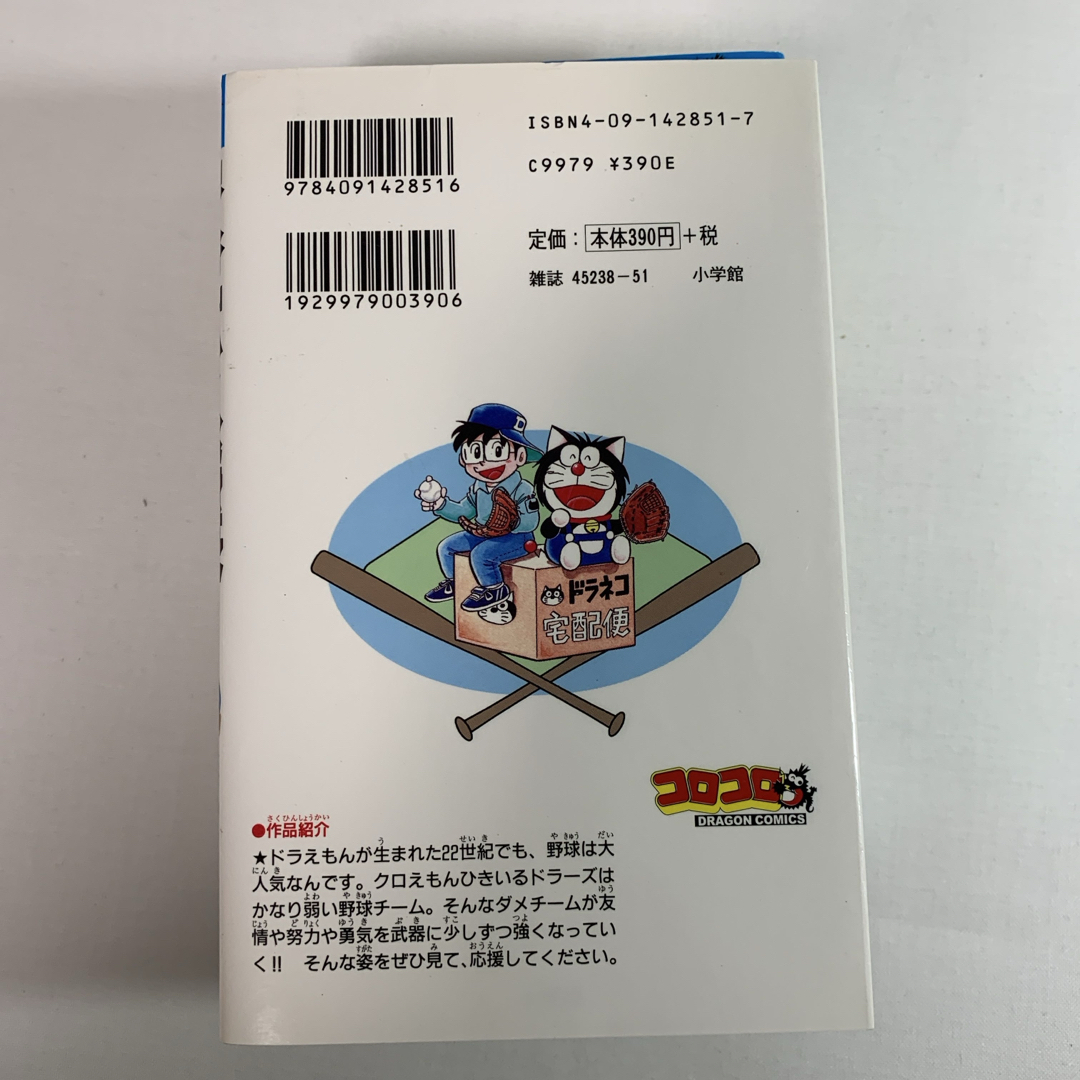 ISBN4-09-142851-7
9784091428516
C9979 ¥390E
定価：本体390円＋税
1929979003906
雑誌 45238-51 小学館
D
ドラネコ
宅配便
コロコロ
DRAGON COMICS
●作品紹介
★ドラえもんが生まれた22世紀でも、野球は大
人気なんです。クロえもんひきいるドラーズは
かなり弱い野球チーム。そんなダメチームが友
情や努力や勇気を武器に少しずつ強くなってい
く!! そんな姿をぜひ見て、応援してください。